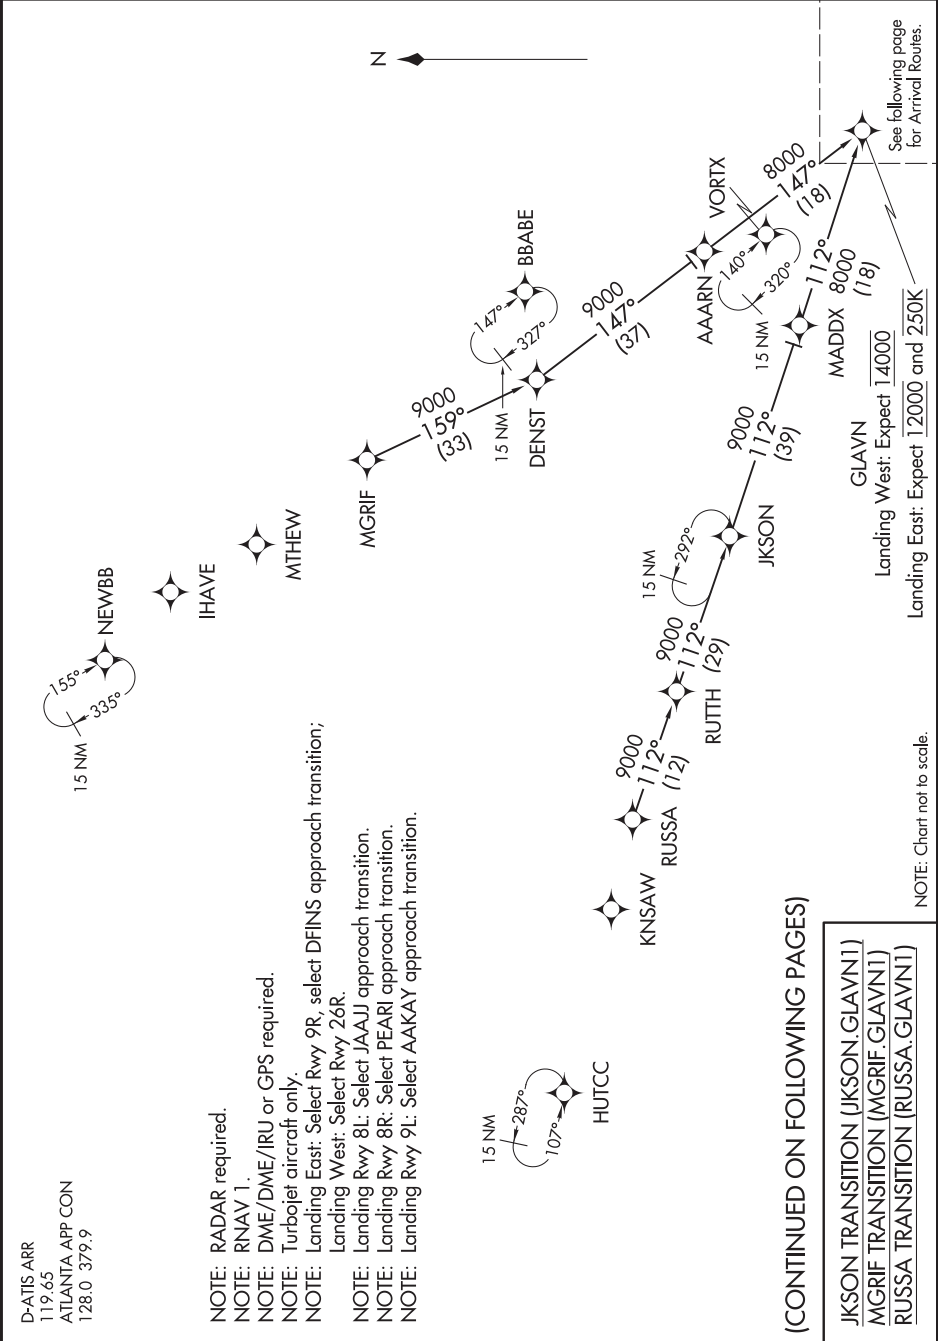 D-ATIS ARR
119.65
ATLANTA APP CON
128.0 379.9
NOTE: RADAR required.
NOTE: RNAV 1.
NOTE: DME/DME/IRU or GPS required.
NOTE: Turbojet aircraft only.
NOTE: Landing East: Select Rwy 9R, select DFINS approach transition;
Landing West: Select Rwy 26R.
NOTE: Landing Rwy 8L: Select JAAJJ approach transition.
NOTE: Landing Rwy 8R: Select PEARI approach transition.
NOTE: Landing Rwy 9L: Select AAKAY approach transition.
15 NM
155°
335°
NEWBB
IHAVE
MTHEW
MGRIF
9000
159°
(33)
15 NM
147°
327°
BBABE
DENST
9000
147°
(37)
N
AAARN
VORTX
140°
320°
15 NM
8000
147°
(18)
15 NM
287°
107°
HUTCC
KNSAW
RUSSA
9000
112°
(12)
RUTTH
9000
112°
(29)
15 NM
292°
JKSON
9000
112°
(39)
MADDX
112°
8000
(18)
GLAVN
Landing West: Expect 14000
Landing East: Expect 12000 and 250K
See following page
for Arrival Routes.
(CONTINUED ON FOLLOWING PAGES)
JKSON TRANSITION (JKSON.GLAVN1)
MGRIF TRANSITION (MGRIF.GLAVN1)
RUSSA TRANSITION (RUSSA.GLAVN1)
NOTE: Chart not to scale.